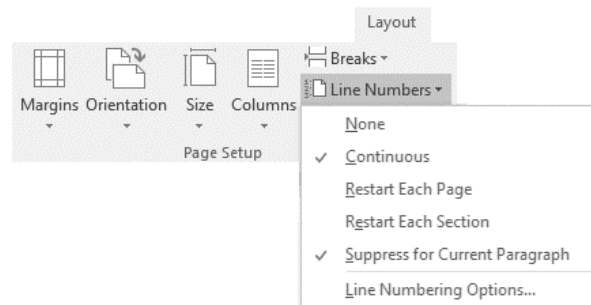 Layout
Breaks
Line Numbers
Margins Orientation Size Columns
Page Setup
None
Continuous
Restart Each Page
Restart Each Section
Suppress for Current Paragraph
Line Numbering Options...